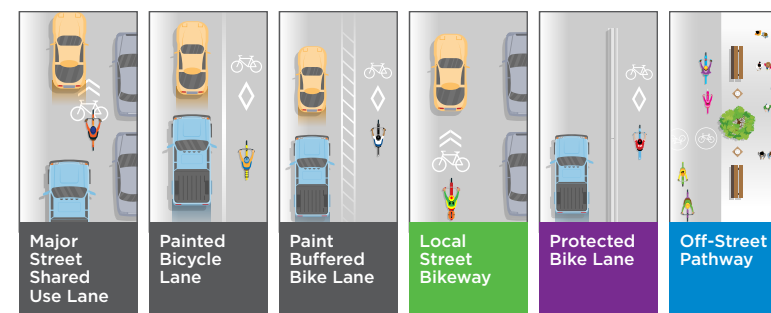 Major
Street
Shared
Use Lane
Painted
Bicycle
Lane
Paint
Buffered
Bike Lane
Local
Street
Bikeway
Protected
Bike Lane
Off-Street
Pathway